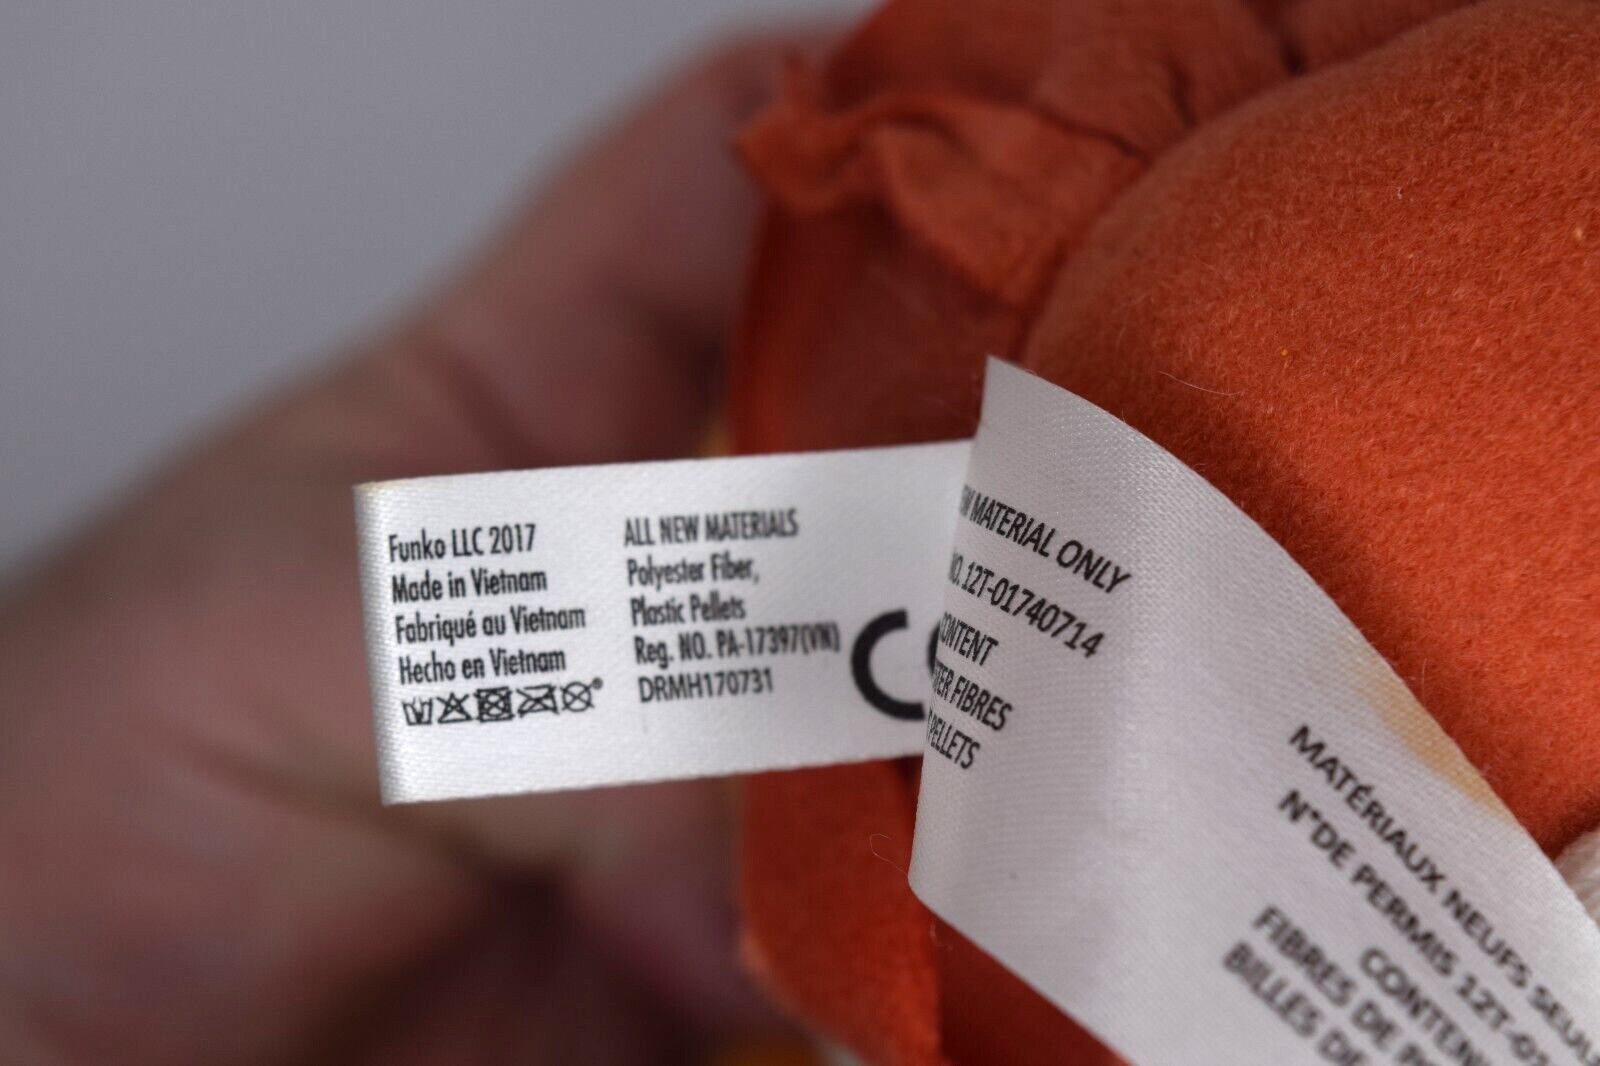 Funko LLC 2017
Made in Vietnam
Fabriqué au Vietnam
Hecho en Vietnam
ALL NEW MATERIALS
Polyester Fiber,
Plastic Pellets
Reg. NO. PA-17397(VN)
DRMH170731
CE
MATERIAL ONLY
NO. 12T-01740714
CONTENT
FIBRES
PELLETS
MATÉRIAUX NEUFS SEUL
N°DE PERMIS 12T-01
CONTEN
FIBRES DE
BILLES DE